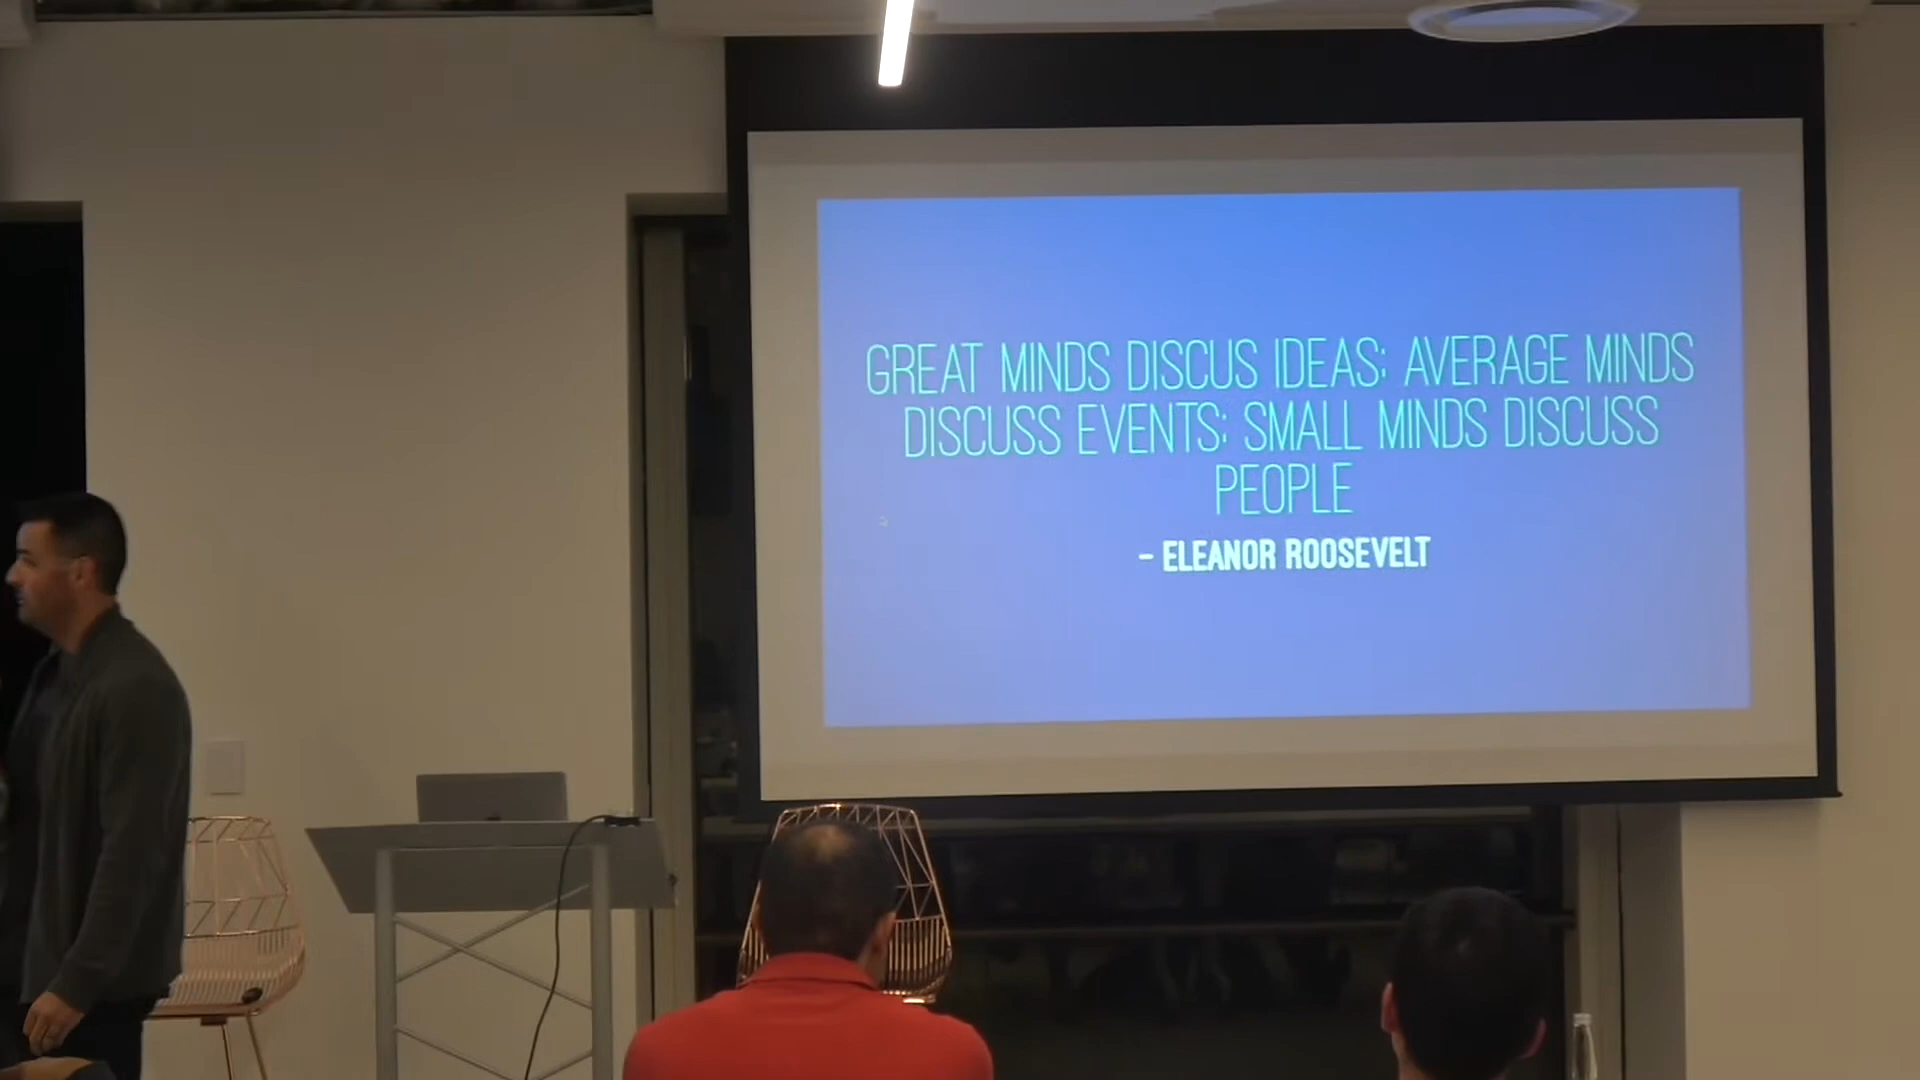 GREAT MINDS DISCUS IDEAS; AVERAGE MINDS
DISCUSS EVENTS; SMALL MINDS DISCUSS
PEOPLE
- ELEANOR ROOSEVELT